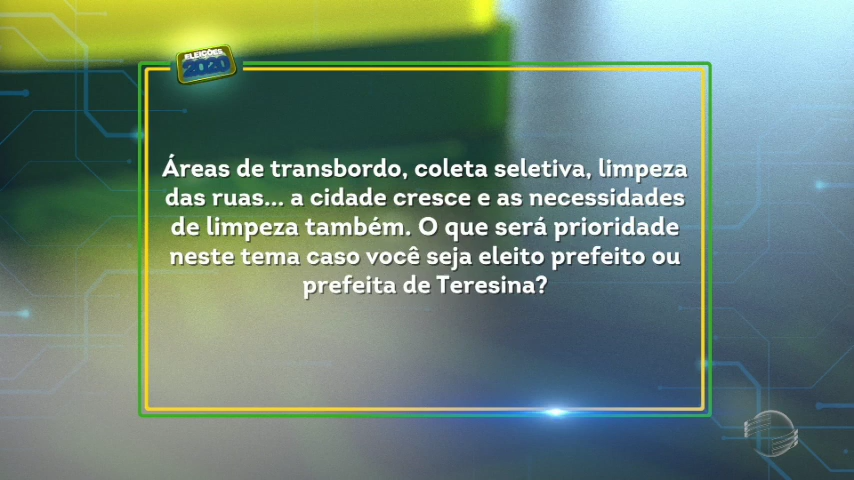 ELEIÇÕES
2020
Áreas de transbordo, coleta seletiva, limpeza
das ruas... a cidade cresce e as necessidades
de limpeza também. O que será prioridade
neste tema caso você seja eleito prefeito ou
prefeita de Teresina?